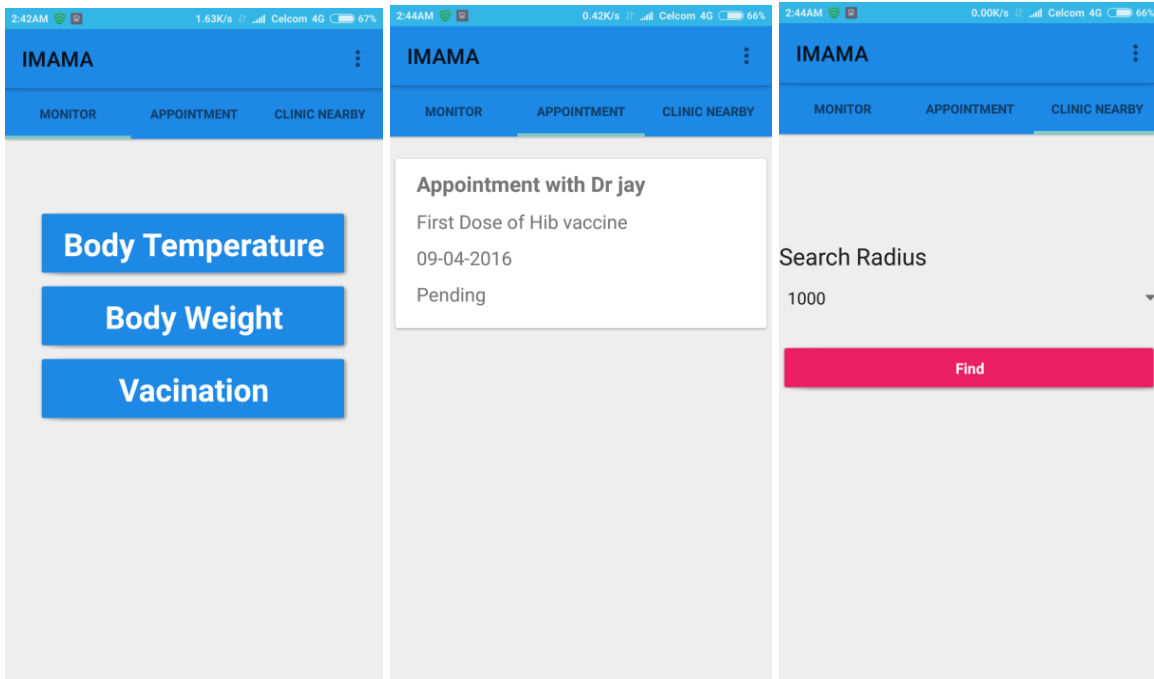 2:42AM 1.63K/s Celcom 4G 67%
IMAMA
MONITOR APPOINTMENT CLINIC NEARBY
Body Temperature
Body Weight
Vacination
2:44AM 0.42K/s Celcom 4G 66%
IMAMA
MONITOR APPOINTMENT CLINIC NEARBY
Appointment with Dr jay
First Dose of Hib vaccine
09-04-2016
Pending
2:44AM 0.00K/s Celcom 4G 66%
IMAMA
MONITOR APPOINTMENT CLINIC NEARBY
Search Radius
1000
Find